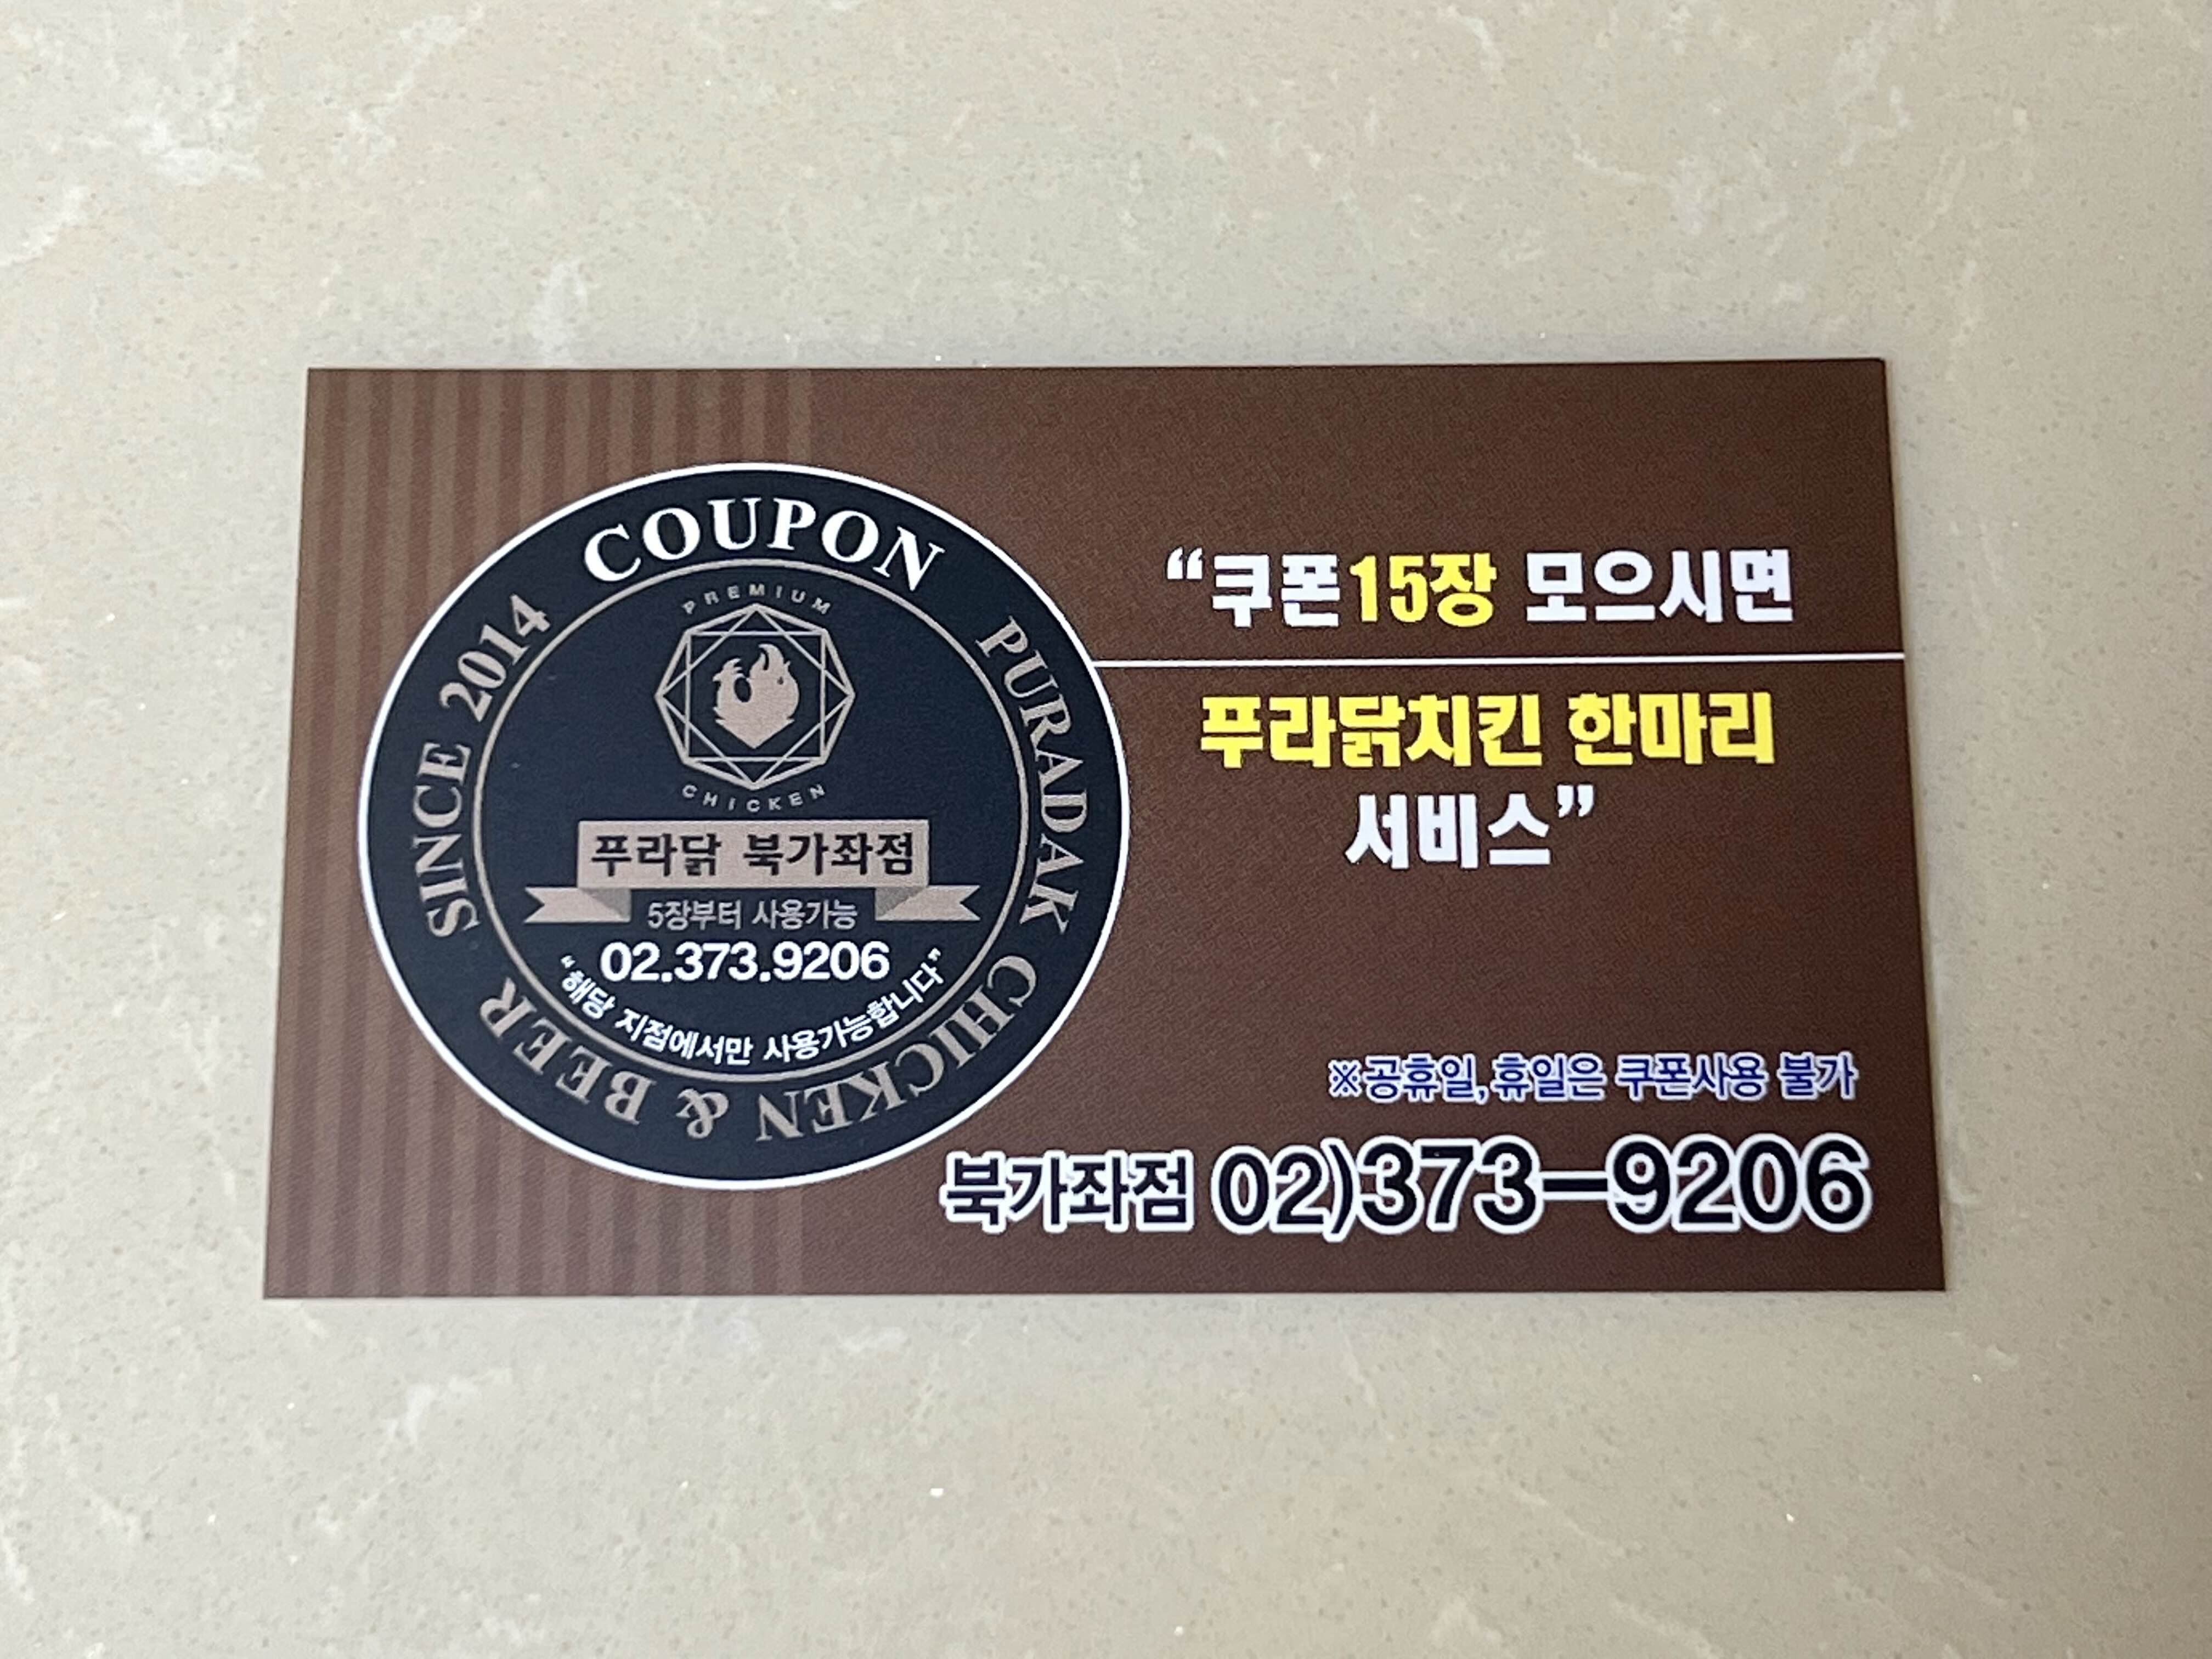 COUPON
SINCE 2014
PURADAK CHICKEN & BEER
PREMIUM
CHICKEN
푸라닭 북가좌점
5장부터 사용가능
02.373.9206
“해당 지점에서만 사용가능합니다”
“쿠폰15장 모으시면
푸라닭치킨 한마리
서비스”
※공휴일,휴일은 쿠폰사용 불가
북가좌점 02)373-9206